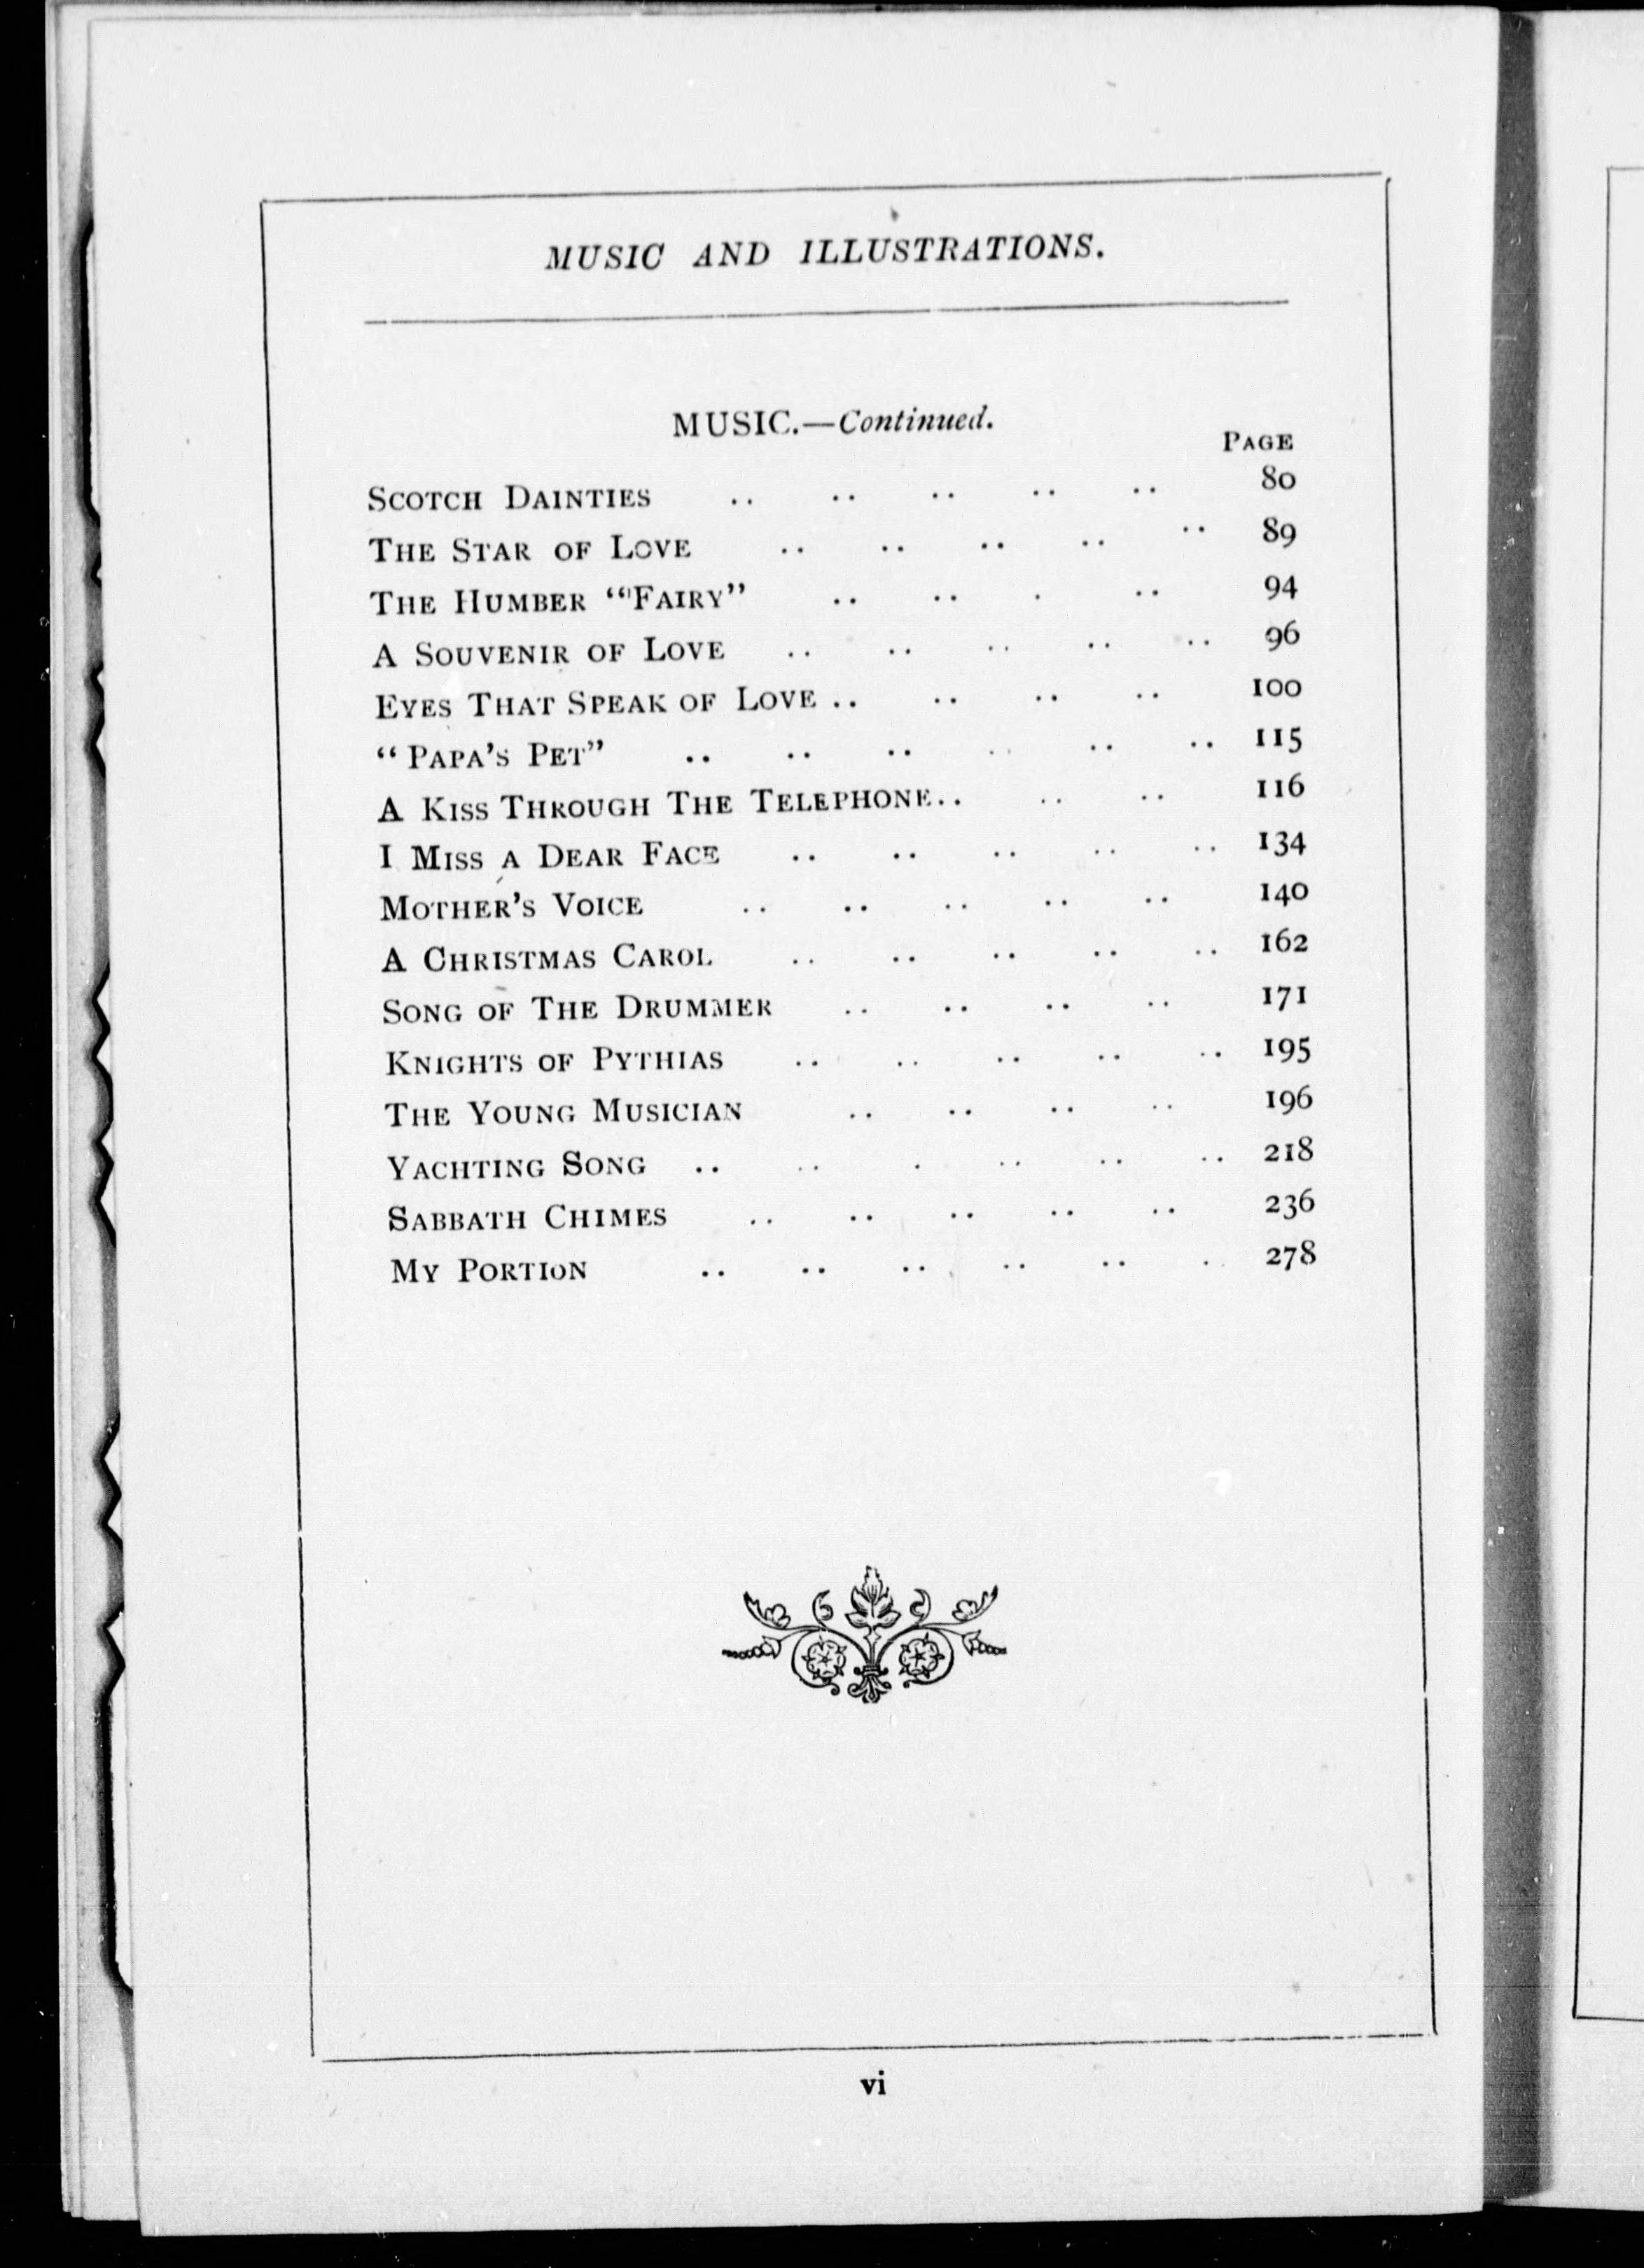 MUSIC AND ILLUSTRATIONS.
MUSIC.—Continued.
PAGE
SCOTCH DAINTIES .. .. .. .. .. 80
THE STAR OF LOVE .. .. .. .. .. 89
THE HUMBER "FAIRY" .. .. . .. 94
A SOUVENIR OF LOVE .. .. .. .. .. 96
EYES THAT SPEAK OF LOVE .. .. .. .. 100
"PAPA'S PET" .. .. .. .. .. .. 115
A KISS THROUGH THE TELEPHONE.. .. .. 116
I MISS A DEAR FACE .. .. .. .. .. 134
MOTHER'S VOICE .. .. .. .. .. 140
A CHRISTMAS CAROL .. .. .. .. .. 162
SONG OF THE DRUMMER .. .. .. .. 171
KNIGHTS OF PYTHIAS .. .. .. .. .. 195
THE YOUNG MUSICIAN .. .. .. .. 196
YACHTING SONG .. .. . .. .. .. 218
SABBATH CHIMES .. .. .. .. .. 236
MY PORTION .. .. .. .. .. . 278
vi